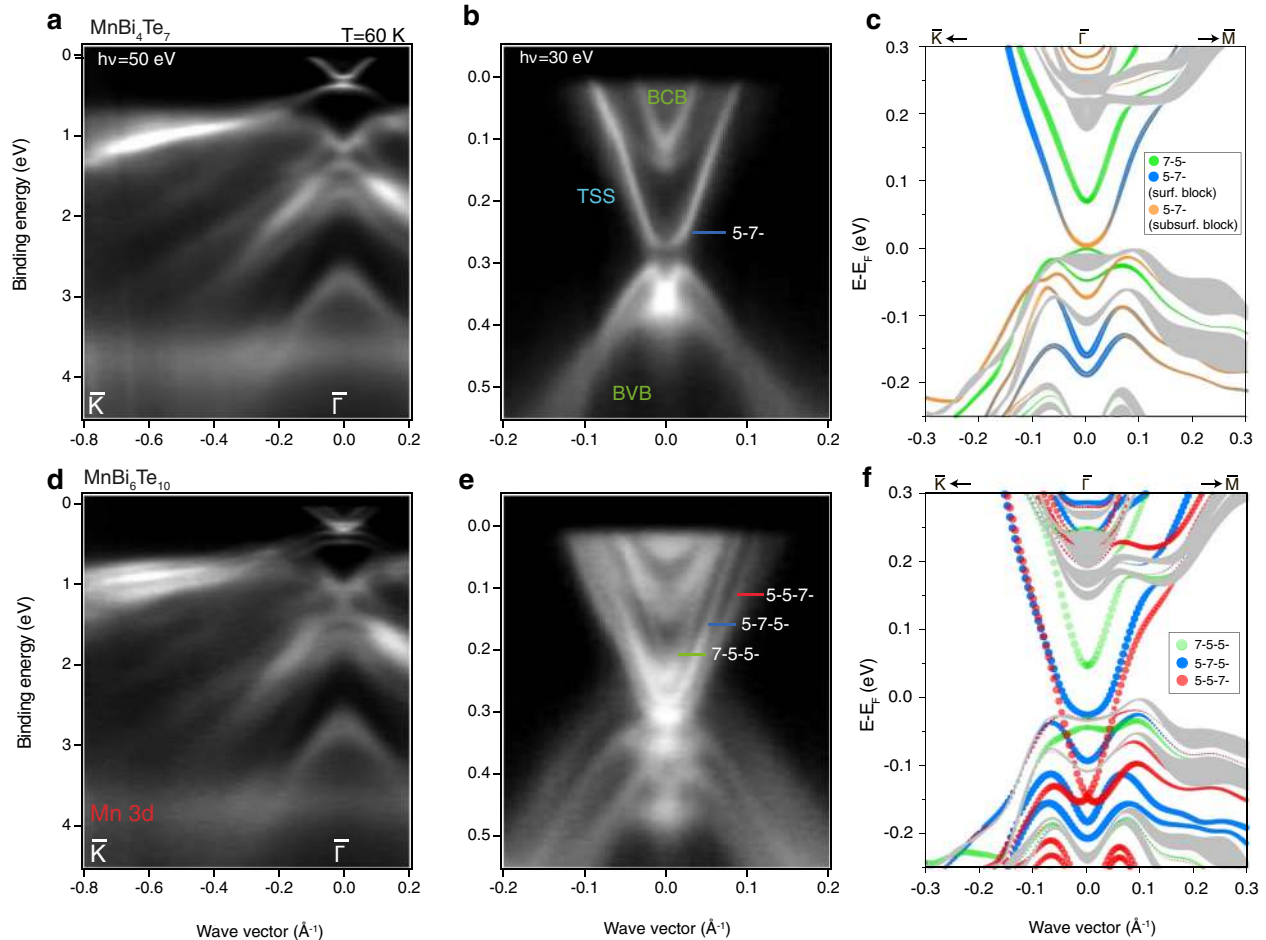 a
MnBi4Te7
T=60 K
hν=50 eV
Binding energy (eV)
0
1
2
3
4
K̅
Γ̅
-0.8 -0.6 -0.4 -0.2 0.0 0.2
b
hν=30 eV
BCB
TSS
5-7-
BVB
0.0
0.1
0.2
0.3
0.4
0.5
-0.2 0.0 0.2
c
K̅ Γ̅ M̅
E-EF (eV)
0.3
0.2
0.1
0.0
-0.1
-0.2
7-5-
5-7-
(surf. block)
5-7-
(subsurf. block)
-0.3 -0.2 -0.1 0.0 0.1 0.2 0.3
d
MnBi6Te10
Binding energy (eV)
0
1
2
3
4
Mn 3d
K̅
Γ̅
-0.8 -0.6 -0.4 -0.2 0.0 0.2
Wave vector (Å-1)
e
0.0
0.1
0.2
0.3
0.4
0.5
5-5-7-
5-7-5-
7-5-5-
-0.2 0.0 0.2
Wave vector (Å-1)
f
K̅ Γ̅ M̅
E-EF (eV)
0.3
0.2
0.1
0.0
-0.1
-0.2
7-5-5-
5-7-5-
5-5-7-
-0.3 -0.2 -0.1 0.0 0.1 0.2 0.3
Wave vector (Å-1)